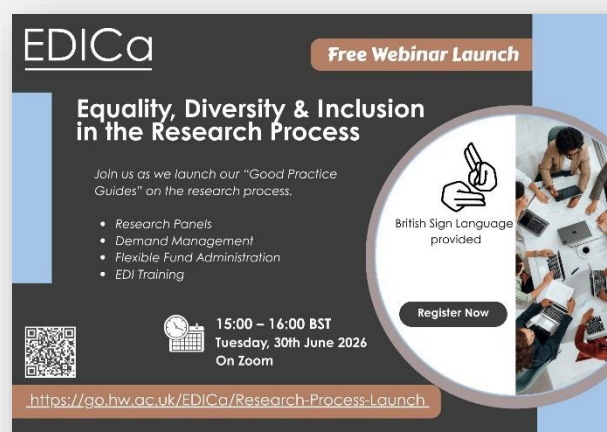 EDICa
Free Webinar Launch
Equality, Diversity & Inclusion
in the Research Process
Join us as we launch our “Good Practice
Guides” on the research process.
• Research Panels
• Demand Management
• Flexible Fund Administration
• EDI Training
British Sign Language
provided
Register Now
15:00 – 16:00 BST
Tuesday, 30th June 2026
On Zoom
https://go.hw.ac.uk/EDICa/Research-Process-Launch